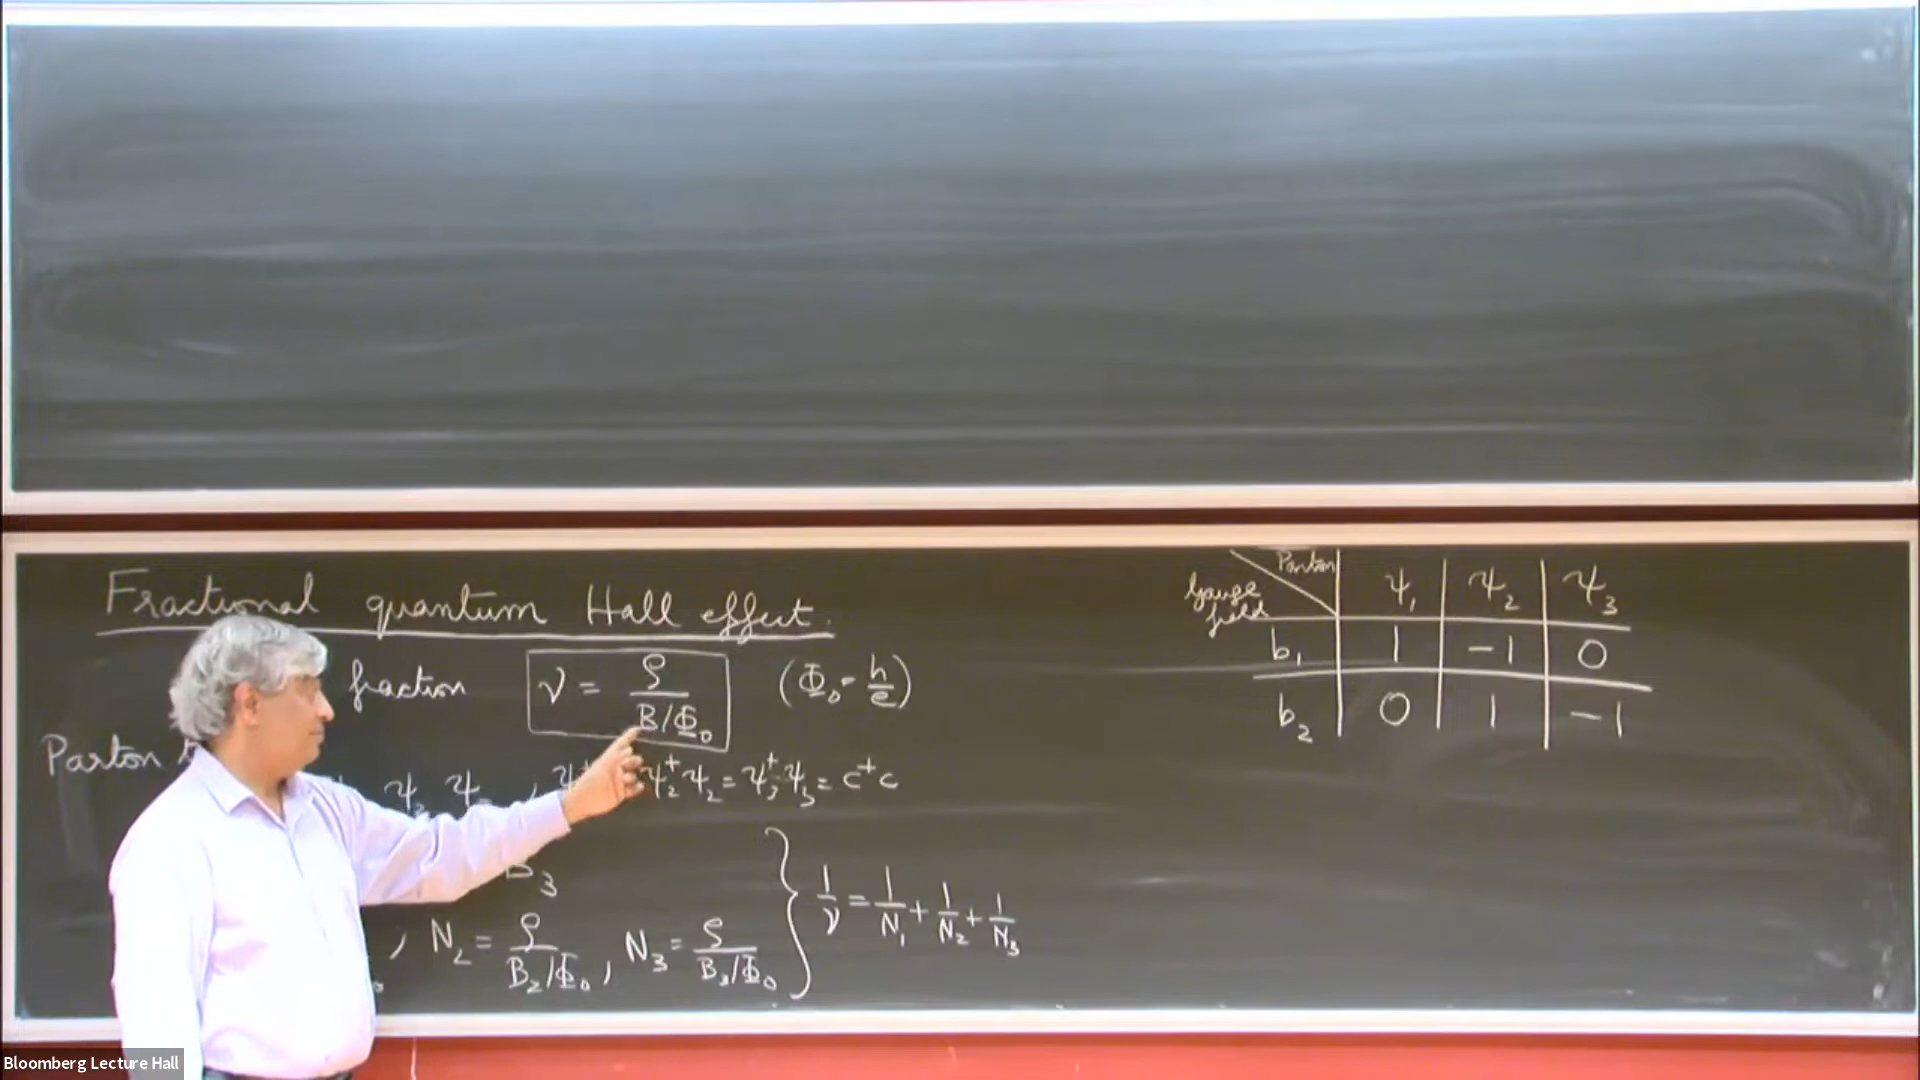 Fractional quantum Hall effect.
fraction ν = ρ / (B/Φ₀) (Φ₀ = h/e)
Parton
ψ₂ ψ , ψ⁺ ψ₂⁺ψ₂ = ψ₃⁺ψ₃ = c⁺c
B₃
, N₂ = ρ / (B₂/Φ₀) , N₃ = ρ / (B₃/Φ₀) } 1/ν = 1/N₁ + 1/N₂ + 1/N₃
Parton ψ₁ ψ₂ ψ₃
Gauge field
b₁ 1 -1 0
b₂ 0 1 -1
Bloomberg Lecture Hall